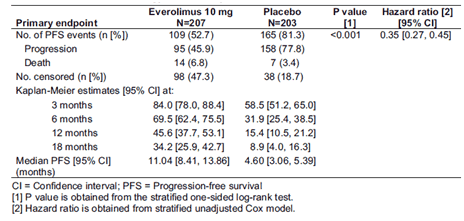 Primary endpoint Everolimus 10 mg N=207 Placebo N=203 P value [1] Hazard ratio [2] [95% CI]
No. of PFS events (n [%]) 109 (52.7) 165 (81.3) <0.001 0.35 [0.27, 0.45]
Progression 95 (45.9) 158 (77.8)
Death 14 (6.8) 7 (3.4)
No. censored (n [%]) 98 (47.3) 38 (18.7)
Kaplan-Meier estimates [95% CI] at:
3 months 84.0 [78.0, 88.4] 58.5 [51.2, 65.0]
6 months 69.5 [62.4, 75.5] 31.9 [25.4, 38.5]
12 months 45.6 [37.7, 53.1] 15.4 [10.5, 21.2]
18 months 34.2 [25.9, 42.7] 8.9 [4.0, 16.3]
Median PFS [95% CI] 11.04 [8.41, 13.86] 4.60 [3.06, 5.39]
(months)
CI = Confidence interval; PFS = Progression-free survival
[1] P value is obtained from the stratified one-sided log-rank test.
[2] Hazard ratio is obtained from stratified unadjusted Cox model.